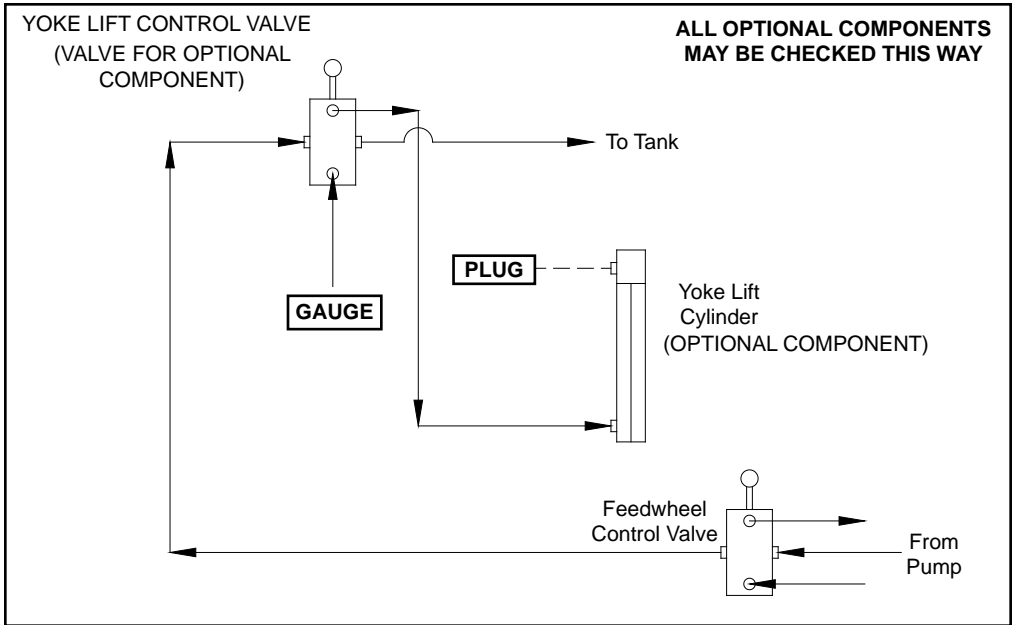 YOKE LIFT CONTROL VALVE
(VALVE FOR OPTIONAL
COMPONENT)
ALL OPTIONAL COMPONENTS
MAY BE CHECKED THIS WAY
To Tank
GAUGE
PLUG
Yoke Lift
Cylinder
(OPTIONAL COMPONENT)
Feedwheel
Control Valve
From
Pump